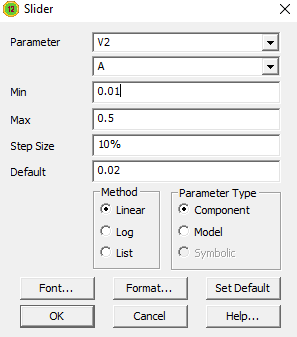 12 Slider
Parameter V2
A
Min 0.01
Max 0.5
Step Size 10%
Default 0.02
Method Parameter Type
Linear Component
Log Model
List Symbolic
Font... Format... Set Default
OK Cancel Help...